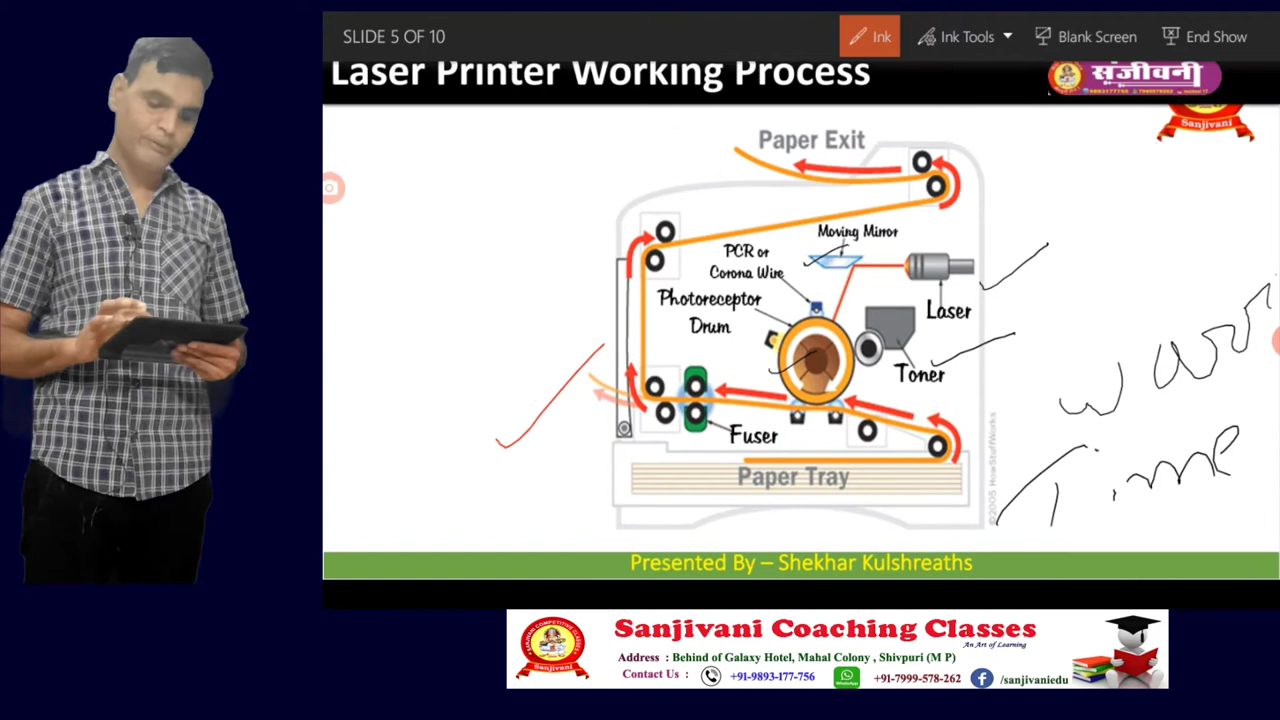 SLIDE 5 OF 10
Ink
Ink Tools
Blank Screen
End Show
Laser Printer Working Process
संजीवनी
Sanjivani
Paper Exit
Moving Mirror
PCR or
Corona Wire
Photoreceptor
Drum
Laser
Toner
Fuser
Paper Tray
©2005 HowStuffWorks
Time
Presented By – Shekhar Kulshreaths
Sanjivani Coaching Classes
An Art of Learning
Address : Behind of Galaxy Hotel, Mahal Colony , Shivpuri (M P)
Contact Us : +91-9893-177-756 +91-7999-578-262 /sanjivaniedu
Sanjivani